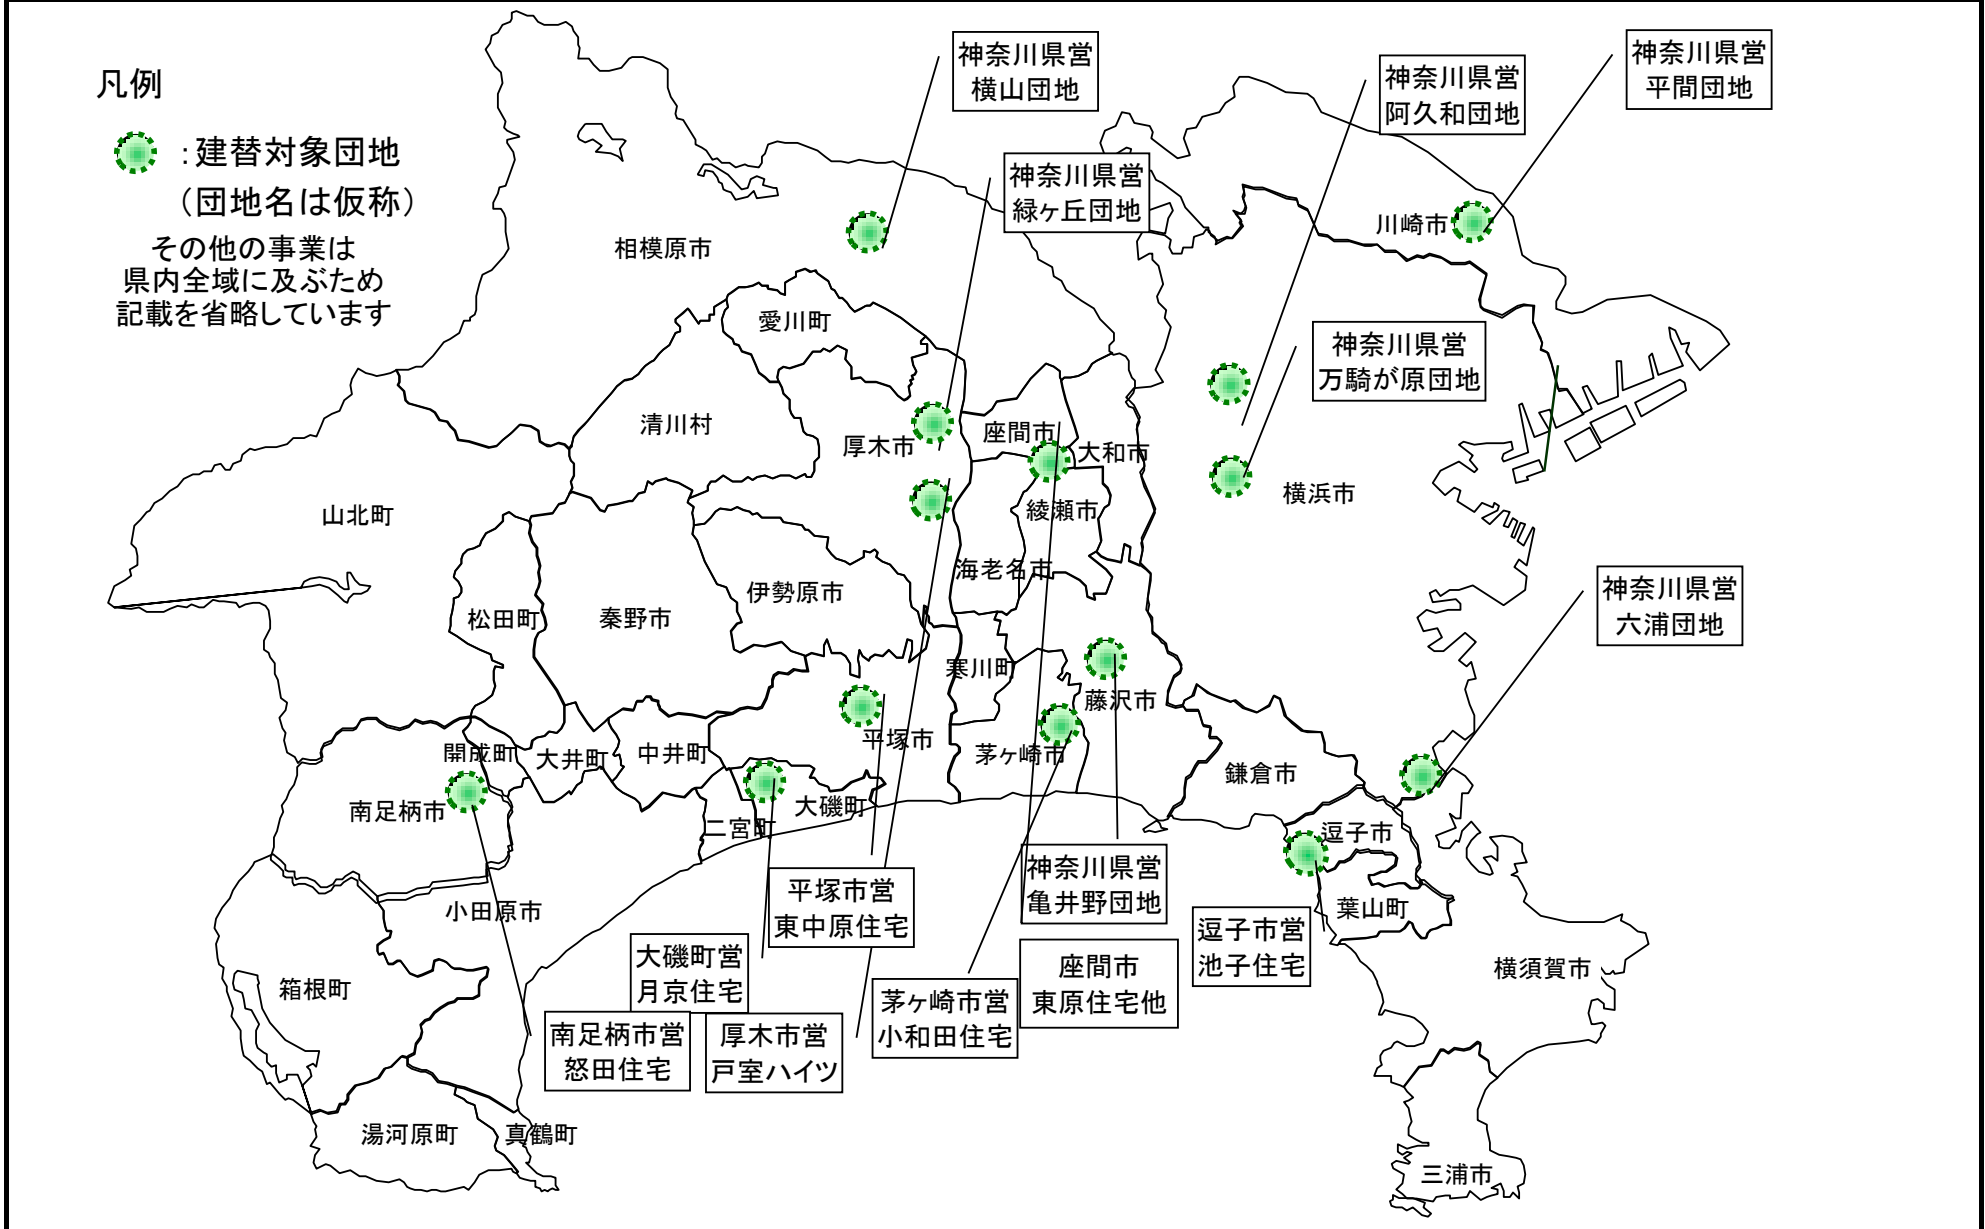 凡例
：建替対象団地
（団地名は仮称）
その他の事業は
県内全域に及ぶため
記載を省略しています
神奈川県営
横山団地
神奈川県営
阿久和団地
神奈川県営
平間団地
神奈川県営
緑ヶ丘団地
神奈川県営
万騎が原団地
神奈川県営
六浦団地
相模原市
川崎市
愛川町
清川村
厚木市
座間市
大和市
横浜市
山北町
綾瀬市
海老名市
伊勢原市
松田町
秦野市
寒川町
藤沢市
開成町
大井町
中井町
平塚市
茅ヶ崎市
鎌倉市
南足柄市
大磯町
二宮町
逗子市
葉山町
小田原市
箱根町
横須賀市
湯河原町
真鶴町
三浦市
平塚市営
東中原住宅
神奈川県営
亀井野団地
逗子市営
池子住宅
大磯町営
月京住宅
座間市
東原住宅他
茅ヶ崎市営
小和田住宅
南足柄市営
怒田住宅
厚木市営
戸室ハイツ